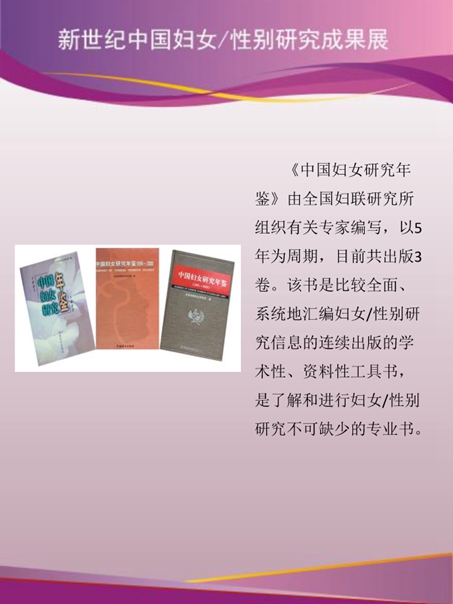 新世纪中国妇女/性别研究成果展
《中国妇女研究年
鉴》由全国妇联研究所
组织有关专家编写，以5
年为周期，目前共出版3
卷。该书是比较全面、
系统地汇编妇女/性别研
究信息的连续出版的学
术性、资料性工具书，
是了解和进行妇女/性别
研究不可缺少的专业书。
中国
妇女
研究
年鉴
中国妇女研究年鉴
中国妇女研究年鉴